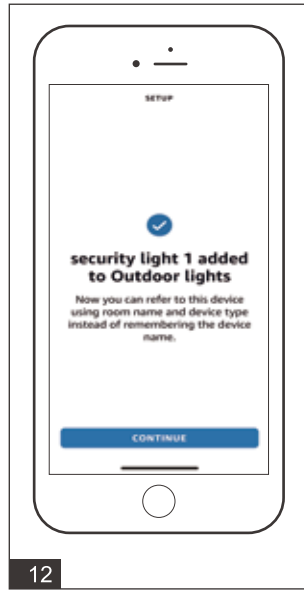 SETUP
security light 1 added
to Outdoor lights
Now you can refer to this device
using room name and device type
instead of remembering the device
name.
CONTINUE
12